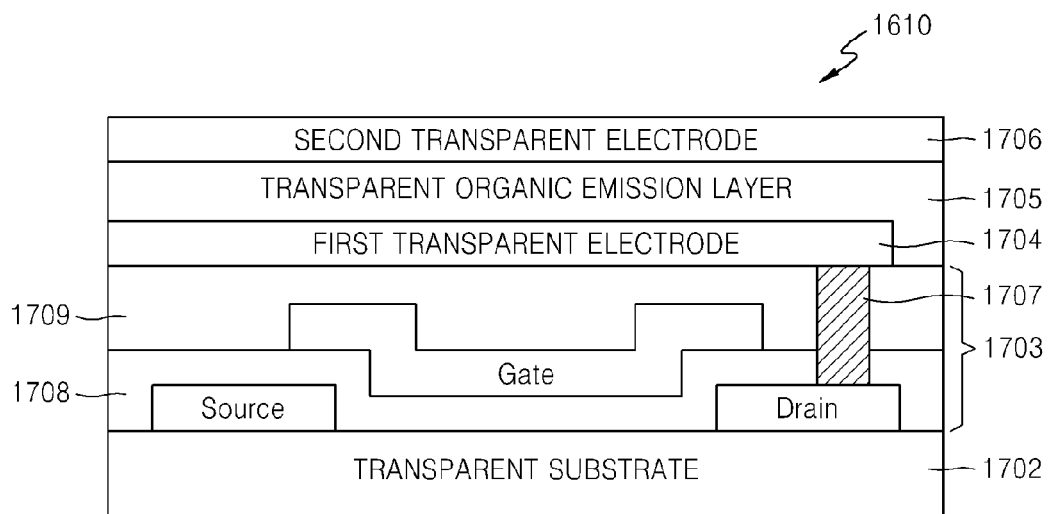 1610
SECOND TRANSPARENT ELECTRODE
1706
TRANSPARENT ORGANIC EMISSION LAYER
1705
FIRST TRANSPARENT ELECTRODE
1704
1707
1709
1703
Gate
1708
Source
Drain
TRANSPARENT SUBSTRATE
1702